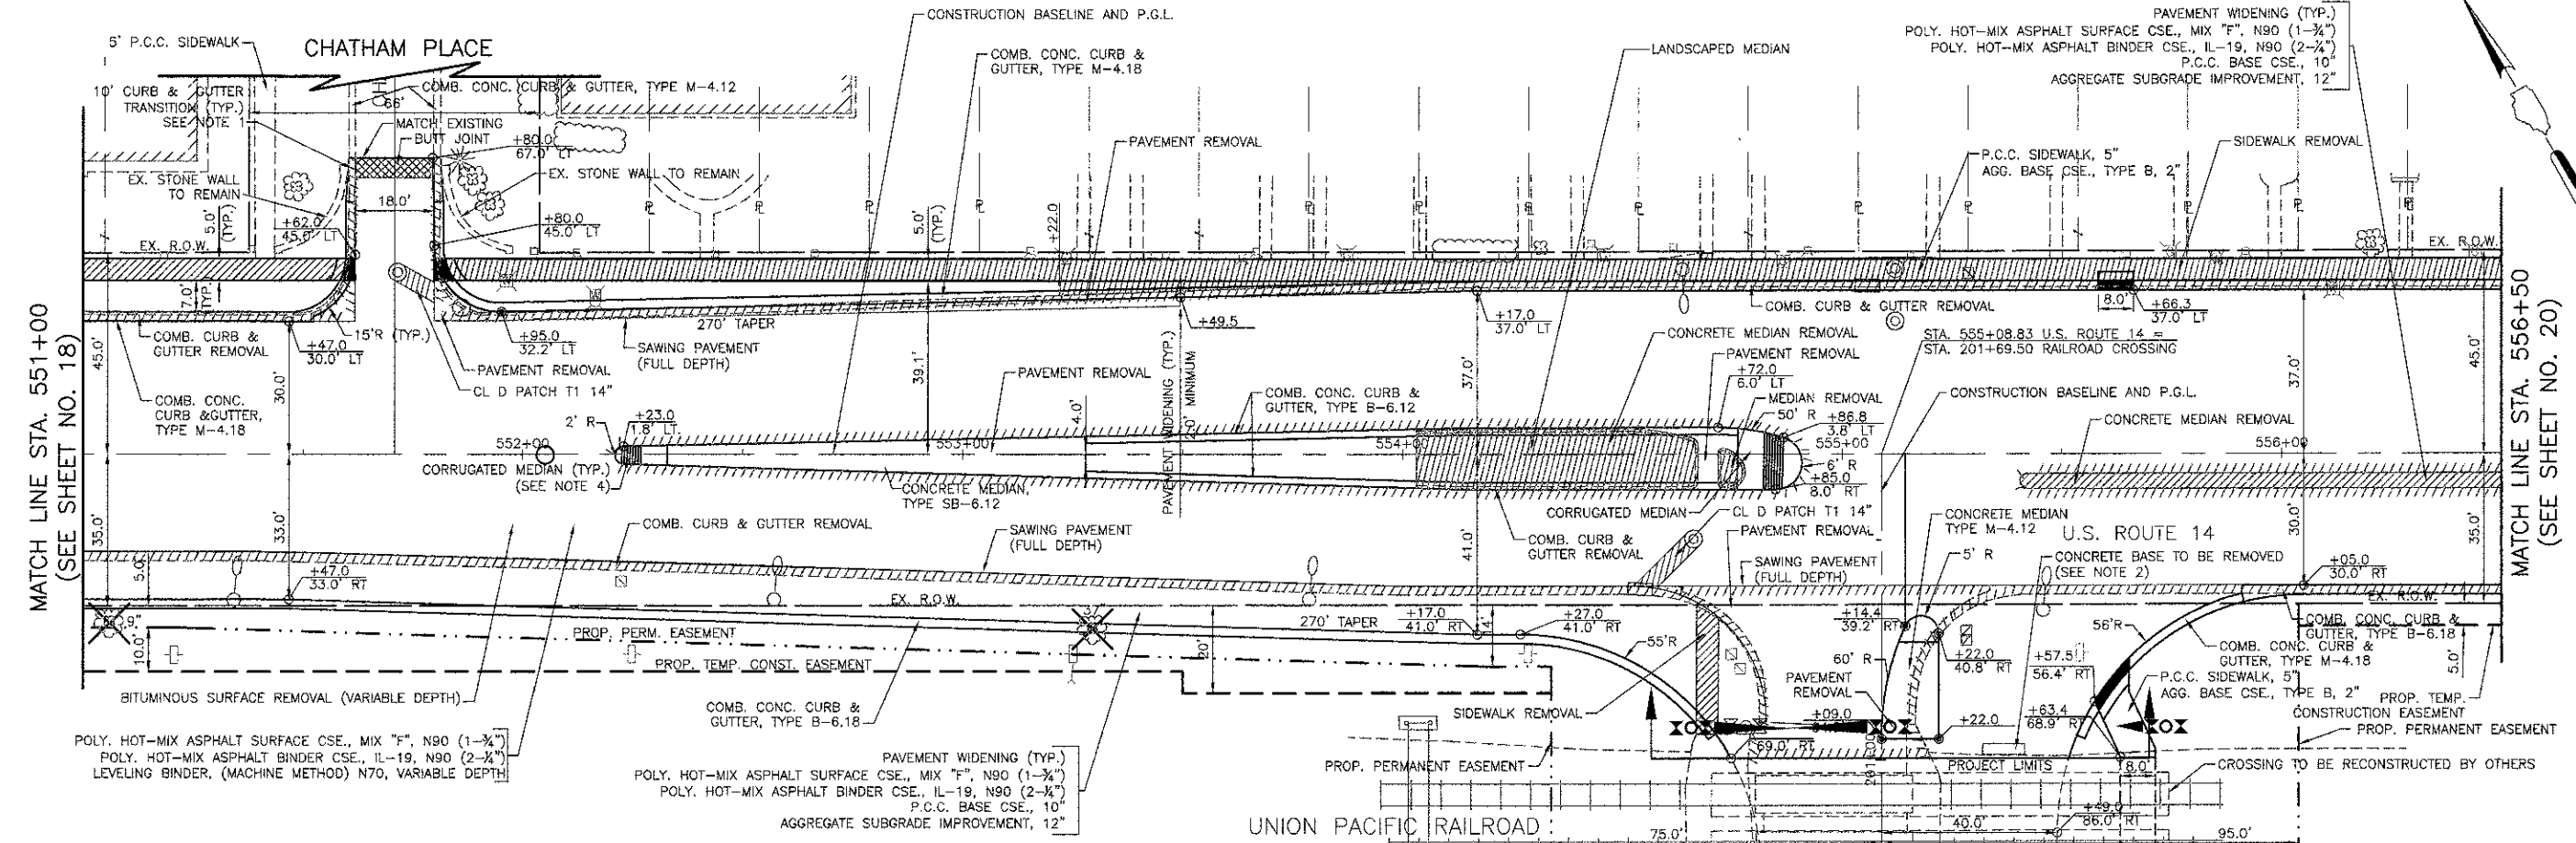 CONSTRUCTION BASELINE AND P.G.L.
5' P.C.C. SIDEWALK
CHATHAM PLACE
COMB. CONC. CURB &
GUTTER, TYPE M-4.18
LANDSCAPED MEDIAN
PAVEMENT WIDENING (TYP.)
POLY. HOT-MIX ASPHALT SURFACE CSE., MIX "F", N90 (1-¾")
POLY. HOT-MIX ASPHALT BINDER CSE., IL-19, N90 (2-¼")
P.C.C. BASE CSE., 10"
AGGREGATE SUBGRADE IMPROVEMENT, 12"
10' CURB & GUTTER
TRANSITION (TYP.)
SEE NOTE 1
COMB. CONC. CURB & GUTTER, TYPE M-4.12
66'
MATCH EXISTING
BUTT JOINT
+80.0
67.0' LT
PAVEMENT REMOVAL
SIDEWALK REMOVAL
P.C.C. SIDEWALK, 5"
AGG. BASE CSE., TYPE B, 2"
EX. STONE WALL
TO REMAIN
EX. STONE WALL TO REMAIN
18.0'
+62.0
45.0' LT
+80.0
45.0' LT
5.0'
(TYP.)
5.0'
(TYP.)
+22.0
EX. R.O.W.
EX. R.O.W.
7.0'
(TYP.)
COMB. CURB &
GUTTER REMOVAL
15'R (TYP.)
+47.0
30.0' LT
+95.0
32.2' LT
270' TAPER
SAWING PAVEMENT
(FULL DEPTH)
+49.5
+17.0
37.0' LT
COMB. CURB & GUTTER REMOVAL
8.0'
+66.3
37.0' LT
STA. 555+08.83 U.S. ROUTE 14 =
STA. 201+69.50 RAILROAD CROSSING
CONCRETE MEDIAN REMOVAL
PAVEMENT REMOVAL
+72.0
6.0' LT
MEDIAN REMOVAL
50' R
+86.8
3.8' LT
MATCH LINE STA. 551+00
(SEE SHEET NO. 18)
45.0'
30.0'
39.1'
37.0'
37.0'
45.0'
MATCH LINE STA. 556+50
(SEE SHEET NO. 20)
PAVEMENT REMOVAL
CL D PATCH T1 14"
PAVEMENT REMOVAL
COMB. CONC.
CURB &GUTTER,
TYPE M-4.18
2' R
+23.0
1.8' LT.
4.0'
COMB. CONC. CURB &
GUTTER, TYPE B-6.12
PAVEMENT WIDENING (TYP.)
2.0' MINIMUM
CONSTRUCTION BASELINE AND P.G.L.
CONCRETE MEDIAN REMOVAL
552+00
553+00
554+00
555+00
556+00
CORRUGATED MEDIAN (TYP.)
(SEE NOTE 4)
CONCRETE MEDIAN,
TYPE SB-6.12
6' R
+85.0
8.0' RT
CORRUGATED MEDIAN
CL D PATCH T1 14"
PAVEMENT REMOVAL
CONCRETE MEDIAN
TYPE M-4.12
U.S. ROUTE 14
35.0'
33.0'
COMB. CURB & GUTTER REMOVAL
SAWING PAVEMENT
(FULL DEPTH)
41.0'
COMB. CURB &
GUTTER REMOVAL
SAWING PAVEMENT
(FULL DEPTH)
5' R
CONCRETE BASE TO BE REMOVED
(SEE NOTE 2)
30.0'
35.0'
5.0'
+47.0
33.0' RT
+05.0
30.0' RT
EX. R.O.W.
EX. R.O.W.
10.0'
PROP. PERM. EASEMENT
PROP. TEMP. CONST. EASEMENT
270' TAPER
+17.0
41.0' RT
14'
+27.0
41.0' RT
20'
55'R
+14.4
39.2' RT
60' R
+22.0
40.8' RT
+57.5
56.4' RT
56'R
COMB. CONC. CURB &
GUTTER, TYPE B-6.18
COMB. CONC. CURB &
GUTTER, TYPE M-4.18
5.0'
P.C.C. SIDEWALK, 5"
AGG. BASE CSE., TYPE B, 2"
PROP. TEMP.
CONSTRUCTION EASEMENT
PROP. PERMANENT EASEMENT
BITUMINOUS SURFACE REMOVAL (VARIABLE DEPTH)
COMB. CONC. CURB &
GUTTER, TYPE B-6.18
SIDEWALK REMOVAL
PAVEMENT
REMOVAL
+09.0
69.0' RT
+22.0
+63.4
68.9' RT
POLY. HOT-MIX ASPHALT SURFACE CSE., MIX "F", N90 (1-¾")
POLY. HOT-MIX ASPHALT BINDER CSE., IL-19, N90 (2-¼")
LEVELING BINDER, (MACHINE METHOD) N70, VARIABLE DEPTH
PAVEMENT WIDENING (TYP.)
POLY. HOT-MIX ASPHALT SURFACE CSE., MIX "F", N90 (1-¾")
POLY. HOT-MIX ASPHALT BINDER CSE., IL-19, N90 (2-¼")
P.C.C. BASE CSE., 10"
AGGREGATE SUBGRADE IMPROVEMENT, 12"
PROP. PERMANENT EASEMENT
PROJECT LIMITS
8.0'
CROSSING TO BE RECONSTRUCTED BY OTHERS
UNION PACIFIC RAILROAD
75.0'
40.0'
+49.0
86.0' RT
95.0'